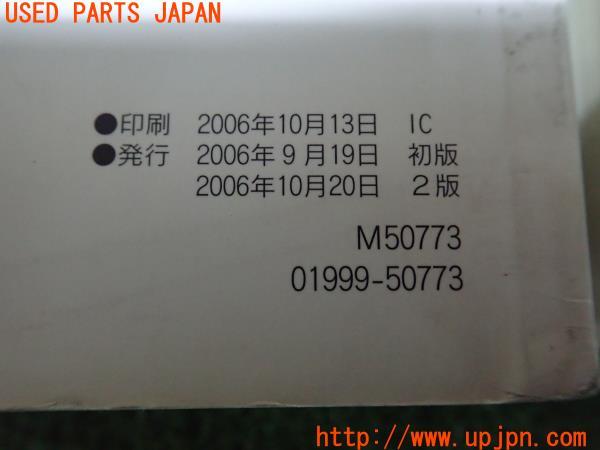 USED PARTS JAPAN
●印刷 2006年10月13日 IC
●発行 2006年9月19日 初版
2006年10月20日 2版
M50773
01999-50773
http://www.upjpn.com